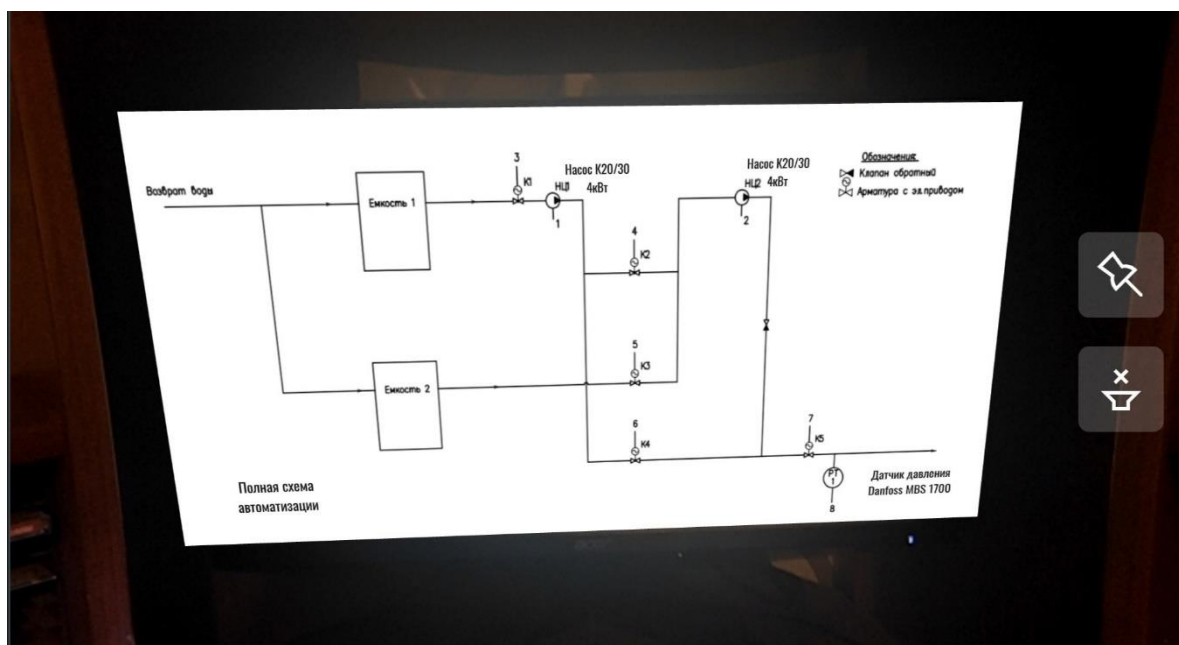 Возврат воды
Емкость 1
3
К1
НЦ1
Насос К20/30
4кВт
1
4
К2
НЦ2
Насос К20/30
4кВт
2
Обозначения:
Клапан обратный
Арматура с эл.приводом
Емкость 2
5
К3
6
К4
7
К5
PT
1
8
Датчик давления
Danfoss MBS 1700
Полная схема
автоматизации